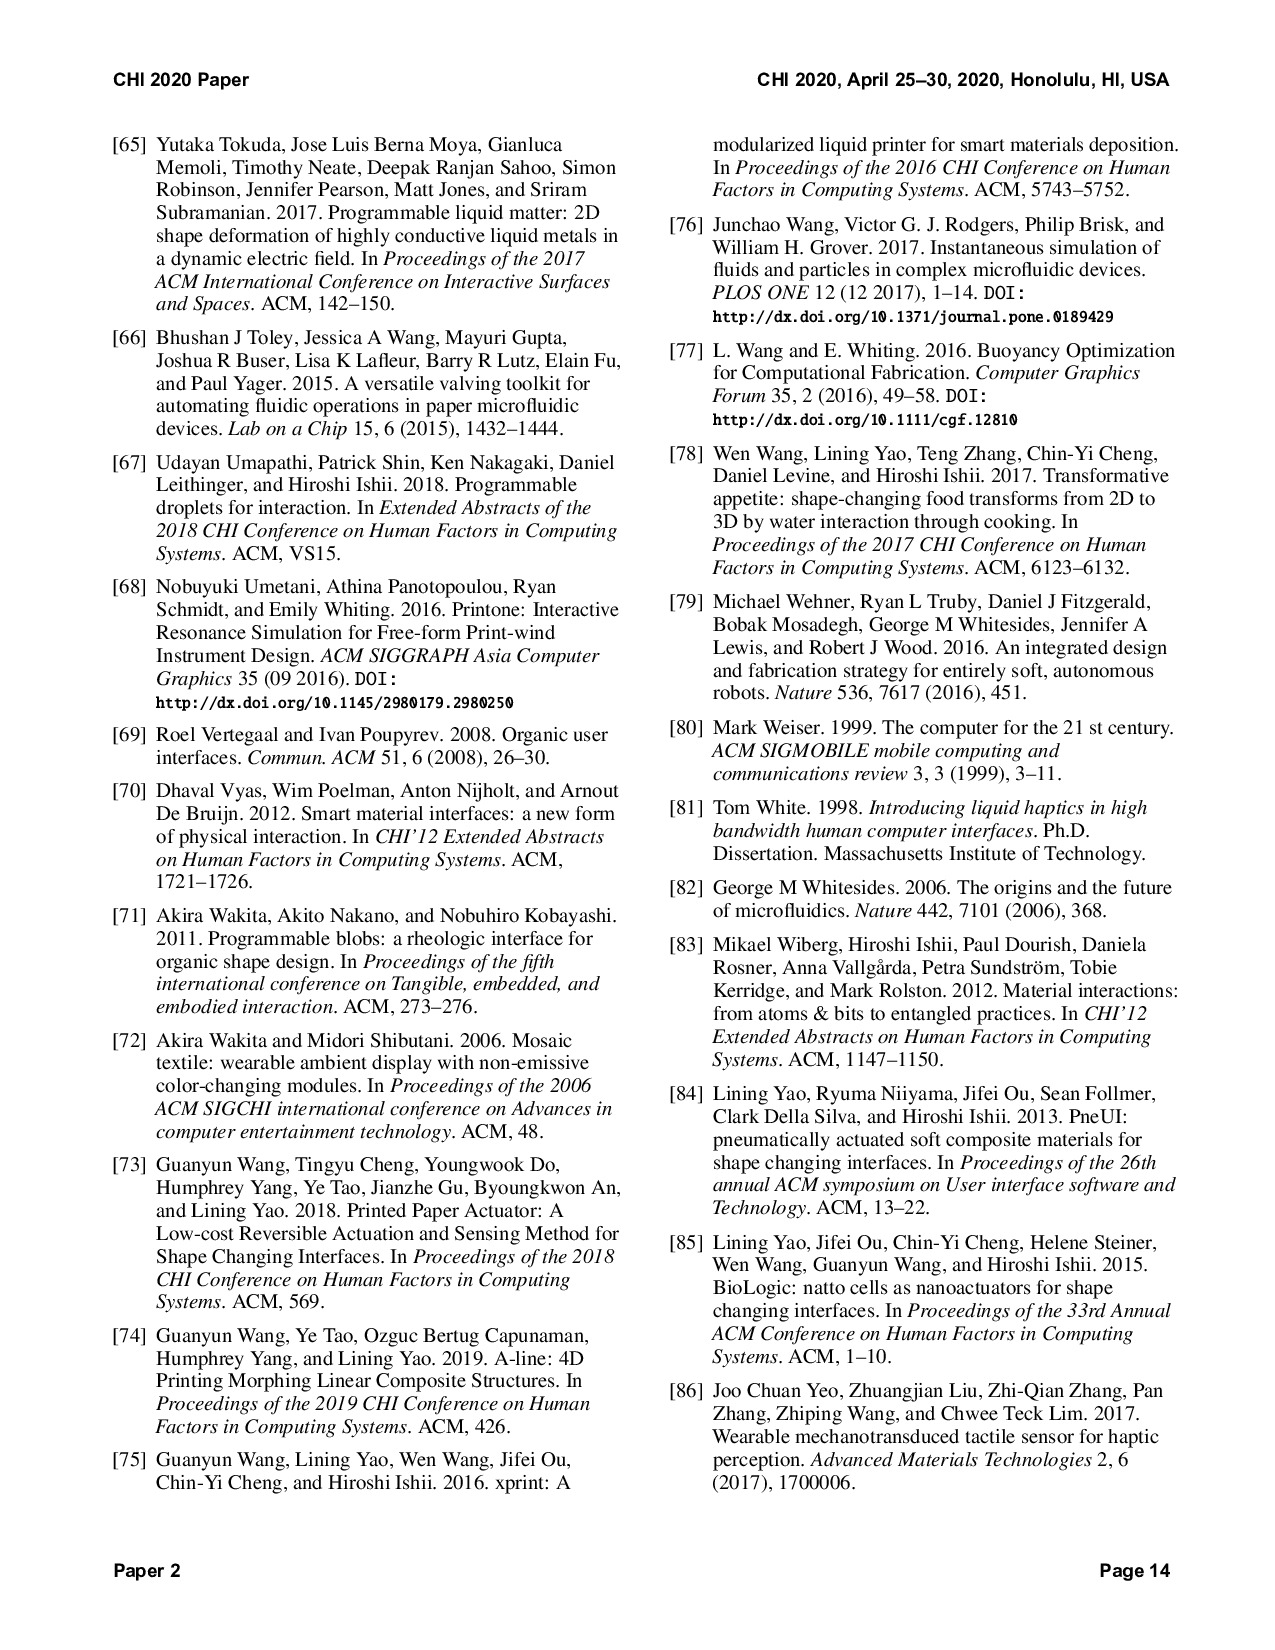 CHI 2020 Paper
CHI 2020, April 25–30, 2020, Honolulu, HI, USA
[65] Yutaka Tokuda, Jose Luis Berna Moya, Gianluca
Memoli, Timothy Neate, Deepak Ranjan Sahoo, Simon
Robinson, Jennifer Pearson, Matt Jones, and Sriram
Subramanian. 2017. Programmable liquid matter: 2D
shape deformation of highly conductive liquid metals in
a dynamic electric field. In Proceedings of the 2017
ACM International Conference on Interactive Surfaces
and Spaces. ACM, 142–150.
[66] Bhushan J Toley, Jessica A Wang, Mayuri Gupta,
Joshua R Buser, Lisa K Lafleur, Barry R Lutz, Elain Fu,
and Paul Yager. 2015. A versatile valving toolkit for
automating fluidic operations in paper microfluidic
devices. Lab on a Chip 15, 6 (2015), 1432–1444.
[67] Udayan Umapathi, Patrick Shin, Ken Nakagaki, Daniel
Leithinger, and Hiroshi Ishii. 2018. Programmable
droplets for interaction. In Extended Abstracts of the
2018 CHI Conference on Human Factors in Computing
Systems. ACM, VS15.
[68] Nobuyuki Umetani, Athina Panotopoulou, Ryan
Schmidt, and Emily Whiting. 2016. Printone: Interactive
Resonance Simulation for Free-form Print-wind
Instrument Design. ACM SIGGRAPH Asia Computer
Graphics 35 (09 2016). DOI:
http://dx.doi.org/10.1145/2980179.2980250
[69] Roel Vertegaal and Ivan Poupyrev. 2008. Organic user
interfaces. Commun. ACM 51, 6 (2008), 26–30.
[70] Dhaval Vyas, Wim Poelman, Anton Nijholt, and Arnout
De Bruijn. 2012. Smart material interfaces: a new form
of physical interaction. In CHI'12 Extended Abstracts
on Human Factors in Computing Systems. ACM,
1721–1726.
[71] Akira Wakita, Akito Nakano, and Nobuhiro Kobayashi.
2011. Programmable blobs: a rheologic interface for
organic shape design. In Proceedings of the fifth
international conference on Tangible, embedded, and
embodied interaction. ACM, 273–276.
[72] Akira Wakita and Midori Shibutani. 2006. Mosaic
textile: wearable ambient display with non-emissive
color-changing modules. In Proceedings of the 2006
ACM SIGCHI international conference on Advances in
computer entertainment technology. ACM, 48.
[73] Guanyun Wang, Tingyu Cheng, Youngwook Do,
Humphrey Yang, Ye Tao, Jianzhe Gu, Byoungkwon An,
and Lining Yao. 2018. Printed Paper Actuator: A
Low-cost Reversible Actuation and Sensing Method for
Shape Changing Interfaces. In Proceedings of the 2018
CHI Conference on Human Factors in Computing
Systems. ACM, 569.
[74] Guanyun Wang, Ye Tao, Ozguc Bertug Capunaman,
Humphrey Yang, and Lining Yao. 2019. A-line: 4D
Printing Morphing Linear Composite Structures. In
Proceedings of the 2019 CHI Conference on Human
Factors in Computing Systems. ACM, 426.
[75] Guanyun Wang, Lining Yao, Wen Wang, Jifei Ou,
Chin-Yi Cheng, and Hiroshi Ishii. 2016. xprint: A
modularized liquid printer for smart materials deposition.
In Proceedings of the 2016 CHI Conference on Human
Factors in Computing Systems. ACM, 5743–5752.
[76] Junchao Wang, Victor G. J. Rodgers, Philip Brisk, and
William H. Grover. 2017. Instantaneous simulation of
fluids and particles in complex microfluidic devices.
PLOS ONE 12 (12 2017), 1–14. DOI:
http://dx.doi.org/10.1371/journal.pone.0189429
[77] L. Wang and E. Whiting. 2016. Buoyancy Optimization
for Computational Fabrication. Computer Graphics
Forum 35, 2 (2016), 49–58. DOI:
http://dx.doi.org/10.1111/cgf.12810
[78] Wen Wang, Lining Yao, Teng Zhang, Chin-Yi Cheng,
Daniel Levine, and Hiroshi Ishii. 2017. Transformative
appetite: shape-changing food transforms from 2D to
3D by water interaction through cooking. In
Proceedings of the 2017 CHI Conference on Human
Factors in Computing Systems. ACM, 6123–6132.
[79] Michael Wehner, Ryan L Truby, Daniel J Fitzgerald,
Bobak Mosadegh, George M Whitesides, Jennifer A
Lewis, and Robert J Wood. 2016. An integrated design
and fabrication strategy for entirely soft, autonomous
robots. Nature 536, 7617 (2016), 451.
[80] Mark Weiser. 1999. The computer for the 21 st century.
ACM SIGMOBILE mobile computing and
communications review 3, 3 (1999), 3–11.
[81] Tom White. 1998. Introducing liquid haptics in high
bandwidth human computer interfaces. Ph.D.
Dissertation. Massachusetts Institute of Technology.
[82] George M Whitesides. 2006. The origins and the future
of microfluidics. Nature 442, 7101 (2006), 368.
[83] Mikael Wiberg, Hiroshi Ishii, Paul Dourish, Daniela
Rosner, Anna Vallgårda, Petra Sundström, Tobie
Kerridge, and Mark Rolston. 2012. Material interactions:
from atoms & bits to entangled practices. In CHI'12
Extended Abstracts on Human Factors in Computing
Systems. ACM, 1147–1150.
[84] Lining Yao, Ryuma Niiyama, Jifei Ou, Sean Follmer,
Clark Della Silva, and Hiroshi Ishii. 2013. PneUI:
pneumatically actuated soft composite materials for
shape changing interfaces. In Proceedings of the 26th
annual ACM symposium on User interface software and
Technology. ACM, 13–22.
[85] Lining Yao, Jifei Ou, Chin-Yi Cheng, Helene Steiner,
Wen Wang, Guanyun Wang, and Hiroshi Ishii. 2015.
BioLogic: natto cells as nanoactuators for shape
changing interfaces. In Proceedings of the 33rd Annual
ACM Conference on Human Factors in Computing
Systems. ACM, 1–10.
[86] Joo Chuan Yeo, Zhuangjian Liu, Zhi-Qian Zhang, Pan
Zhang, Zhiping Wang, and Chwee Teck Lim. 2017.
Wearable mechanotransduced tactile sensor for haptic
perception. Advanced Materials Technologies 2, 6
(2017), 1700006.
Paper 2
Page 14